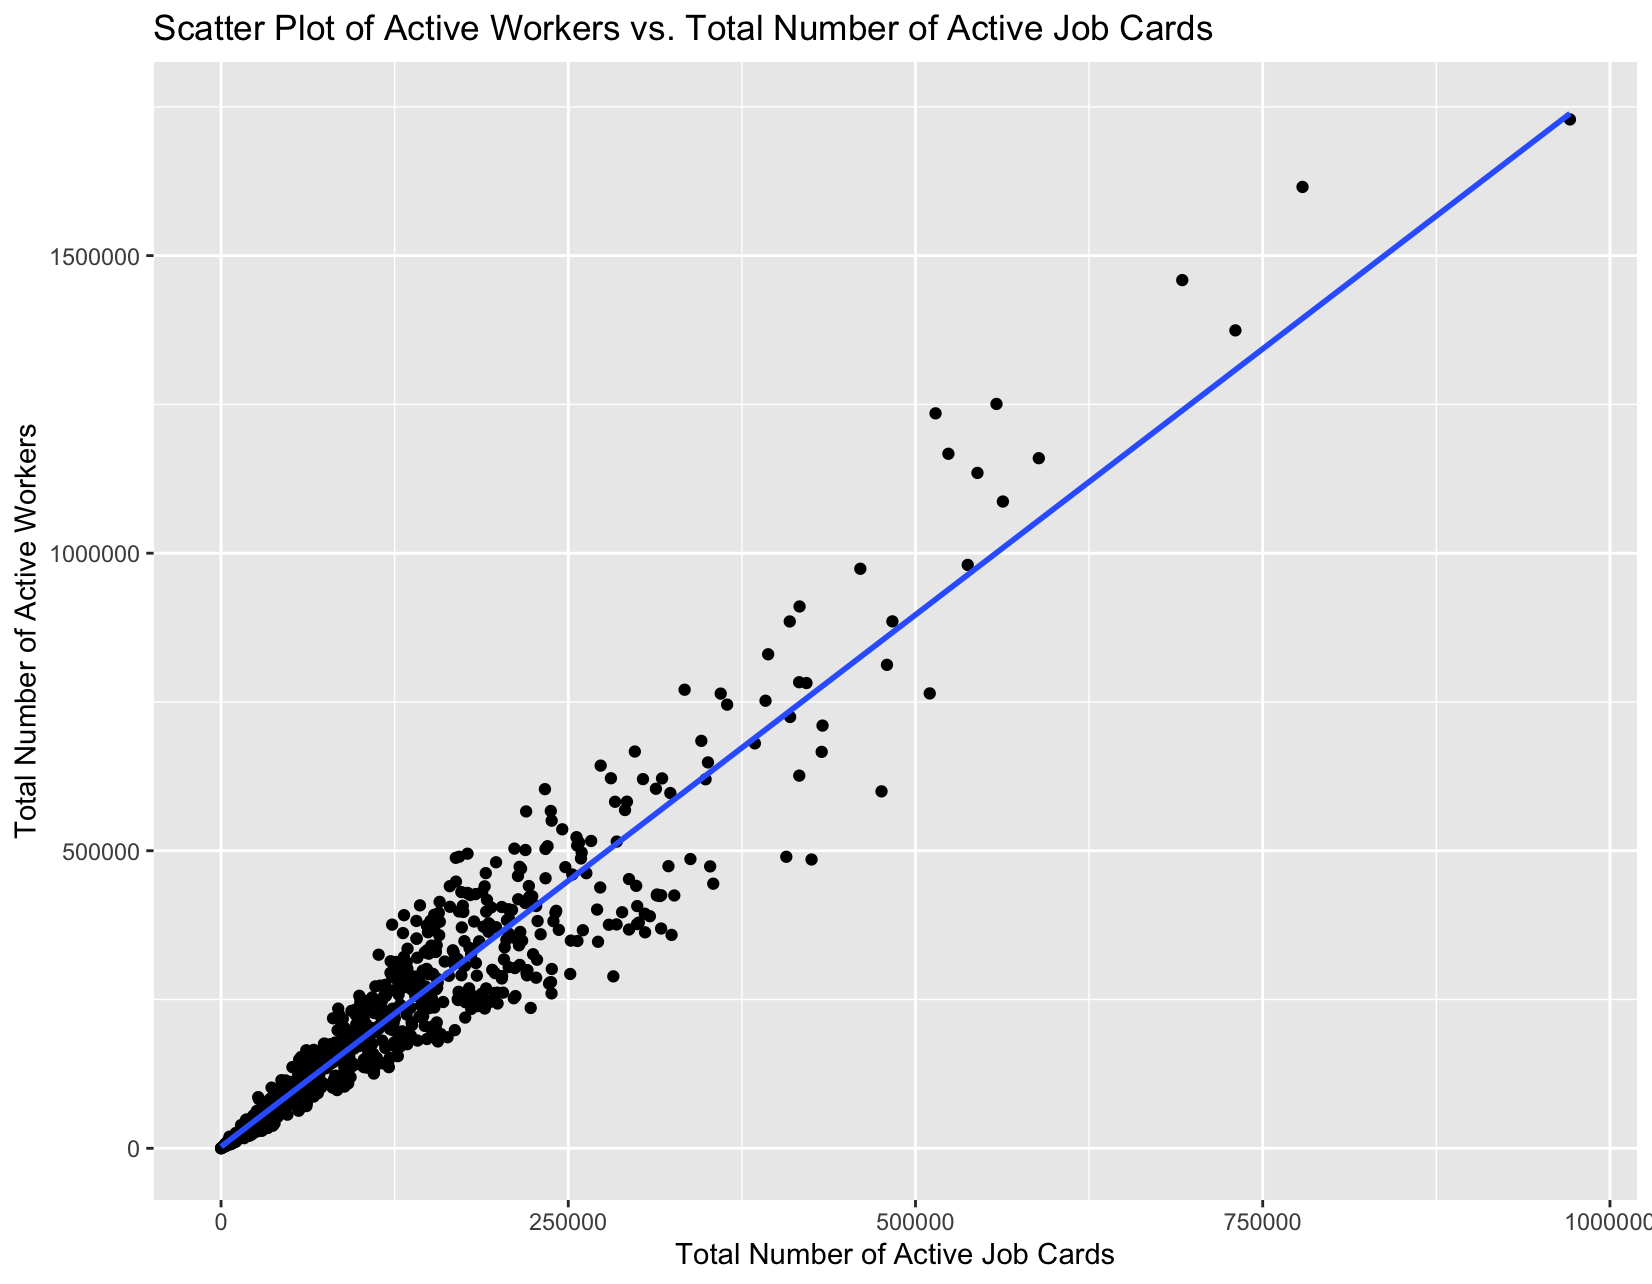 Scatter Plot of Active Workers vs. Total Number of Active Job Cards
Total Number of Active Workers
1500000
1000000
500000
0
0 250000 500000 750000 1000000
Total Number of Active Job Cards